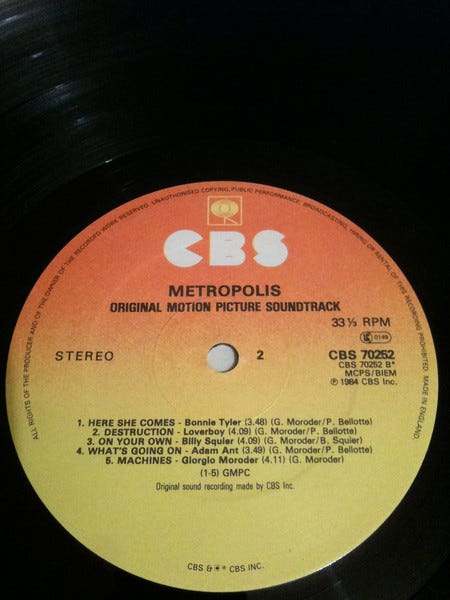 ALL RIGHTS OF THE PRODUCER AND OF THE OWNER OF THE RECORDED WORK RESERVED. UNAUTHORISED COPYING, PUBLIC PERFORMANCE, BROADCASTING, HIRING OR RENTAL OF THIS RECORDING PROHIBITED. MADE IN ENGLAND.
CBS
METROPOLIS
ORIGINAL MOTION PICTURE SOUNDTRACK
33⅓ RPM
STEREO
2
CBS 70252
CBS 70252 B*
MCPS/BIEM
℗ 1984 CBS Inc.
1. HERE SHE COMES - Bonnie Tyler (3.48) (G. Moroder/P. Bellotte)
2. DESTRUCTION - Loverboy (4.09) (G. Moroder/P. Bellotte)
3. ON YOUR OWN - Billy Squier (4.09) (G. Moroder/B. Squier)
4. WHAT'S GOING ON - Adam Ant (3.49) (G. Moroder/P. Bellotte)
5. MACHINES - Giorgio Moroder (4.11) (G. Moroder)
(1-5) GMPC
Original sound recording made by CBS Inc.
CBS & ** CBS INC.